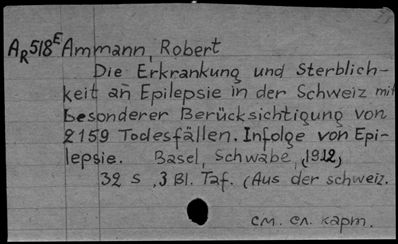 AR518E Ammann, Robert
Die Erkrankung und Sterblich-
keit an Epilepsie in der Schweiz mit
besonderer Berücksichtigung von
2159 Todesfällen. Infolge von Epi-
lepsie. Basel, Schwabe, (1912)
32 S, 3 Bl. Taf. (Aus der schweiz.
см. сл. карт.